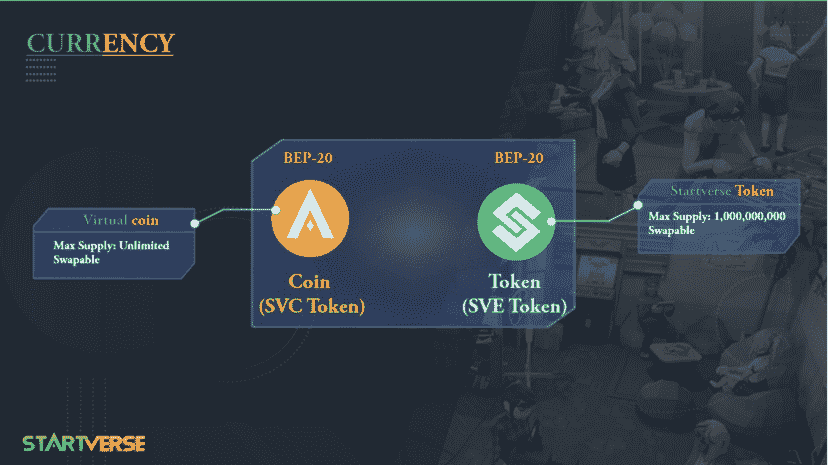 CURRENCY
BEP-20
BEP-20
Virtual coin
Max Supply: Unlimited
Swapable
Startverse Token
Max Supply: 1,000,000,000
Swapable
Coin
(SVC Token)
Token
(SVE Token)
STARTVERSE